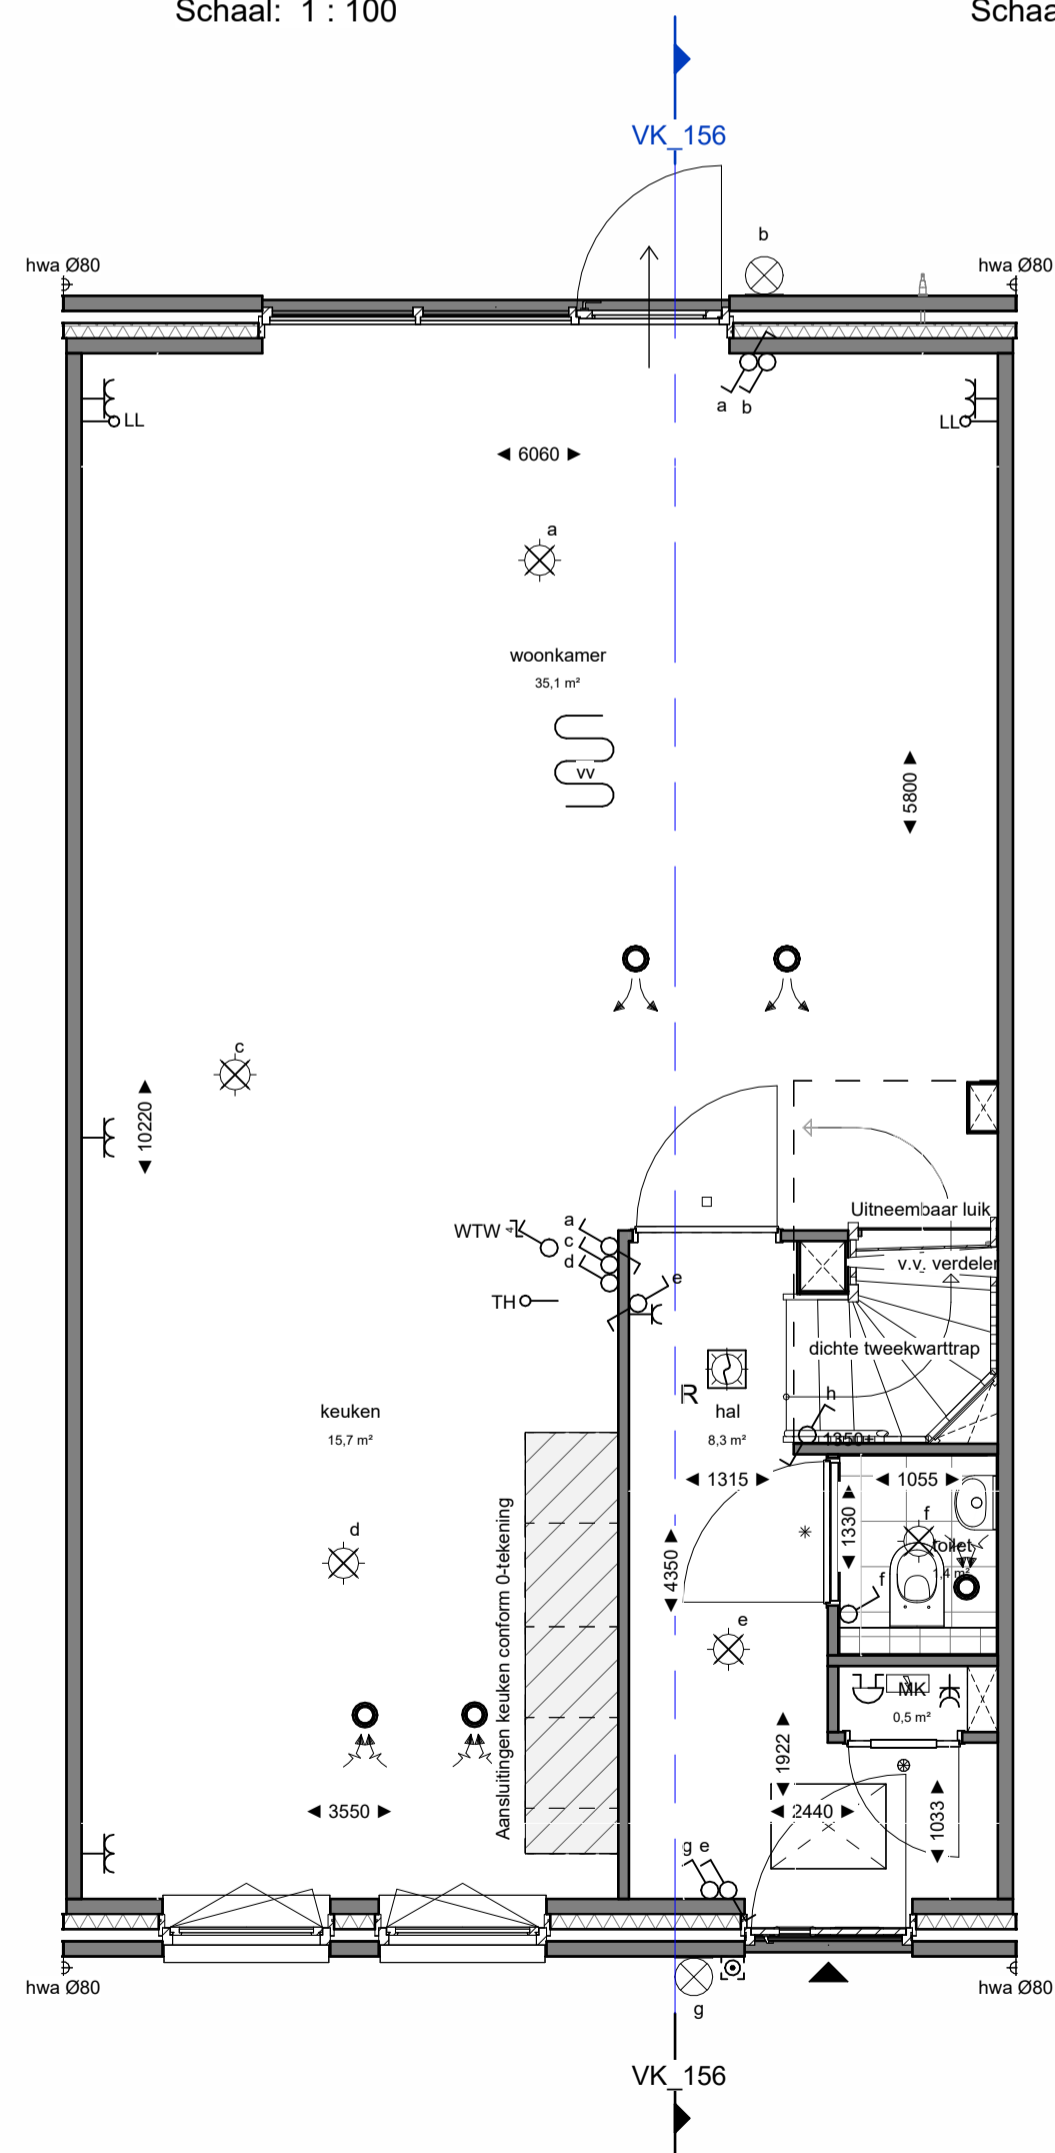 Schaal: 1 : 100
Schaa
VK_156
b
hwa Ø80
hwa Ø80
a b
LL
LL
6060
a
woonkamer
35,1 m²
vv
5800
c
10220
Uitneembaar luik
WTW
a
c
d
v.v. verdeler
e
TH
dichte tweekwarttrap
R
h
keuken
hal
15,7 m²
8,3 m²
1350+
1315
1055
1330
f
toilet
1,4 m²
d
4350
f
Aansluitingen keuken conform 0-tekening
e
MK
0,5 m²
1922
3550
2440
1033
g e
hwa Ø80
hwa Ø80
g
VK_156